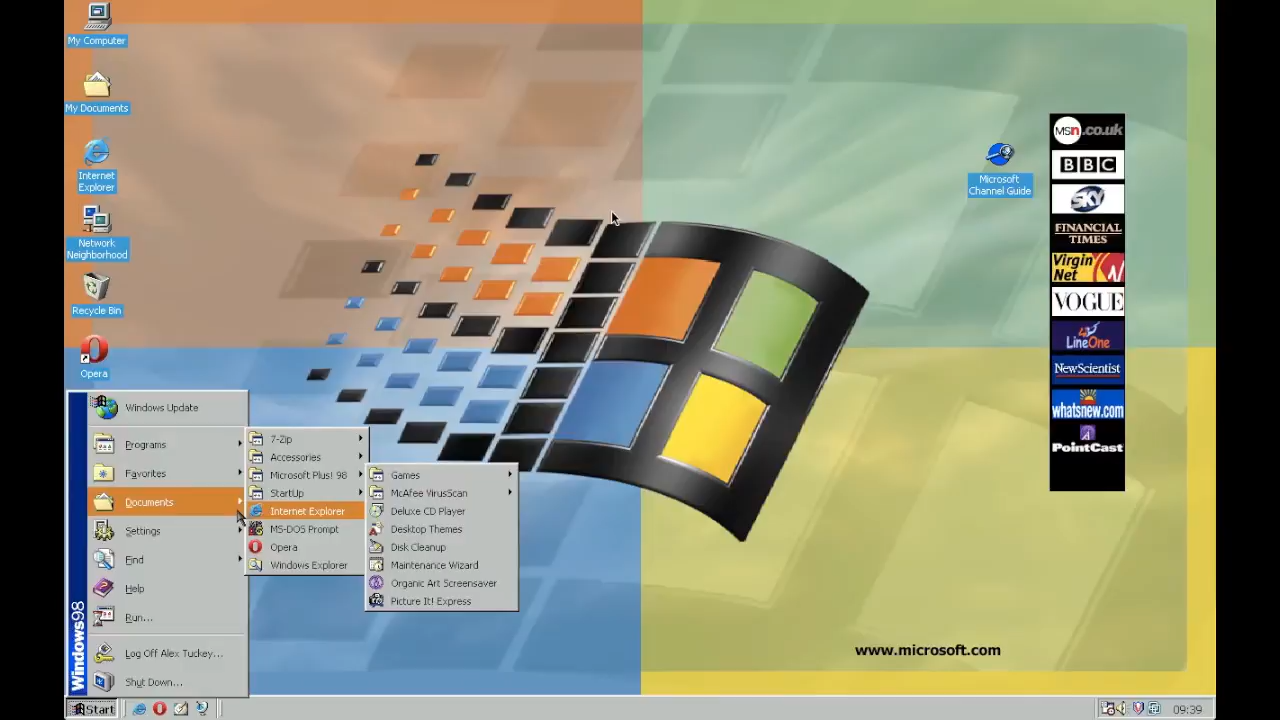 My Computer
My Documents
Internet
Explorer
Network
Neighborhood
Recycle Bin
Opera
Microsoft
Channel Guide
msn.co.uk
BBC
SKY
FINANCIAL
TIMES
Virgin
Net
VOGUE
LineOne
NewScientist
whatsnew.com
PointCast
Windows98
Windows Update
Programs
Favorites
Documents
Settings
Find
Help
Run...
Log Off Alex Tuckey...
Shut Down...
7-Zip
Accessories
Microsoft Plus! 98
StartUp
Internet Explorer
MS-DOS Prompt
Opera
Windows Explorer
Games
McAfee VirusScan
Deluxe CD Player
Desktop Themes
Disk Cleanup
Maintenance Wizard
Organic Art Screensaver
Picture It! Express
www.microsoft.com
Start
09:39